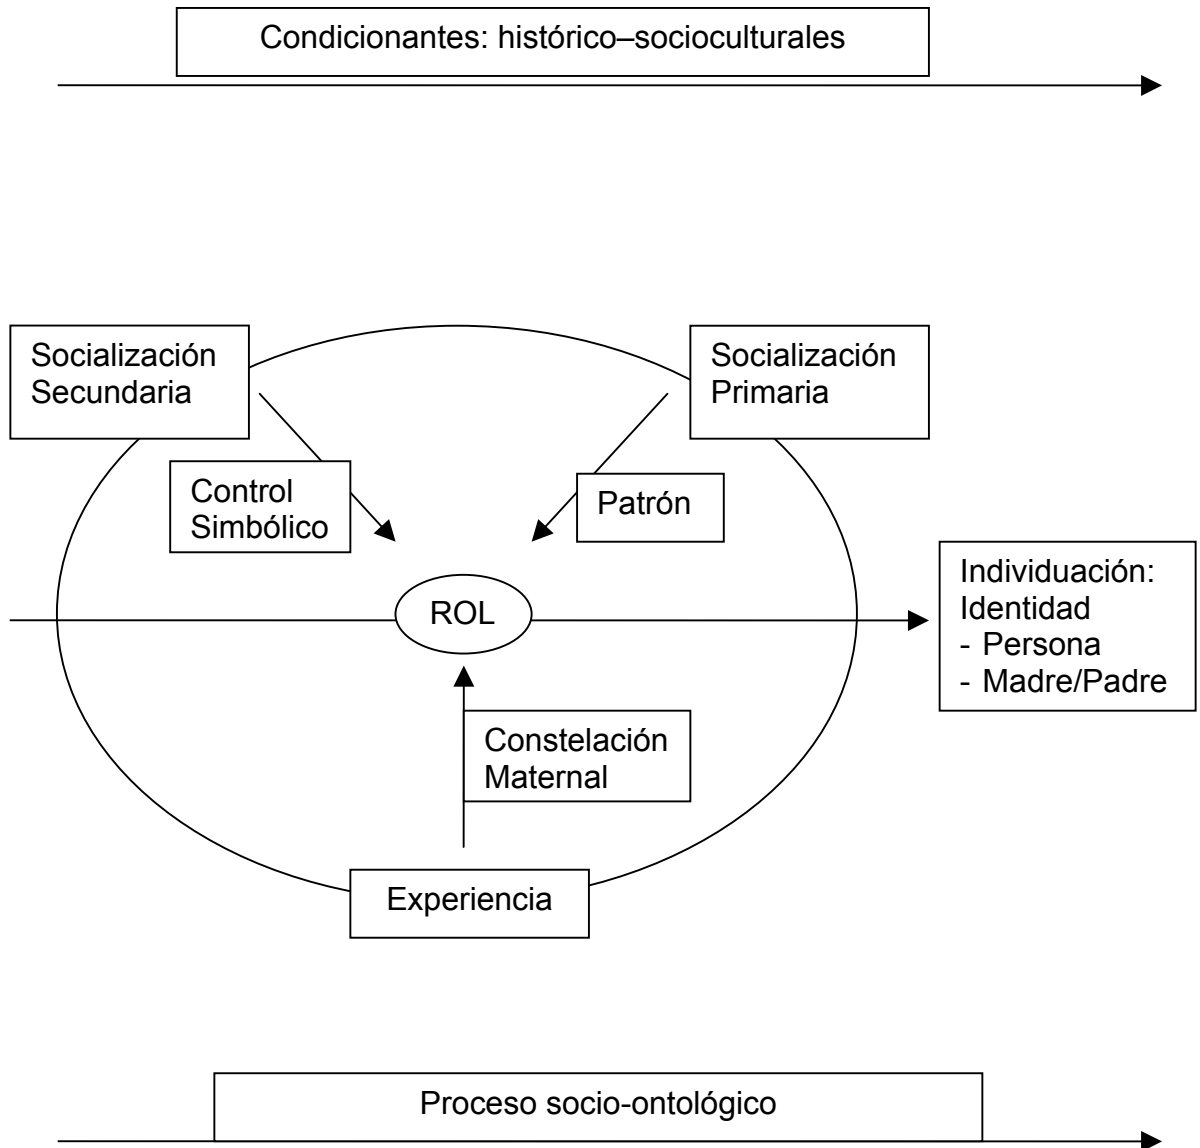 Condicionantes: histórico–socioculturales
Socialización
Secundaria
Socialización
Primaria
Control
Simbólico
Patrón
ROL
Individuación:
Identidad
- Persona
- Madre/Padre
Constelación
Maternal
Experiencia
Proceso socio-ontológico